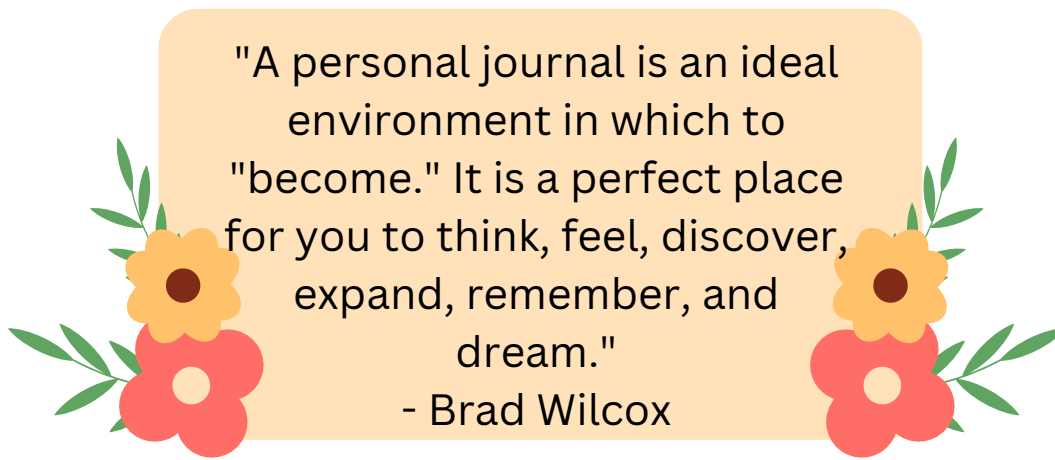 "A personal journal is an ideal
environment in which to
"become." It is a perfect place
for you to think, feel, discover,
expand, remember, and
dream."
- Brad Wilcox